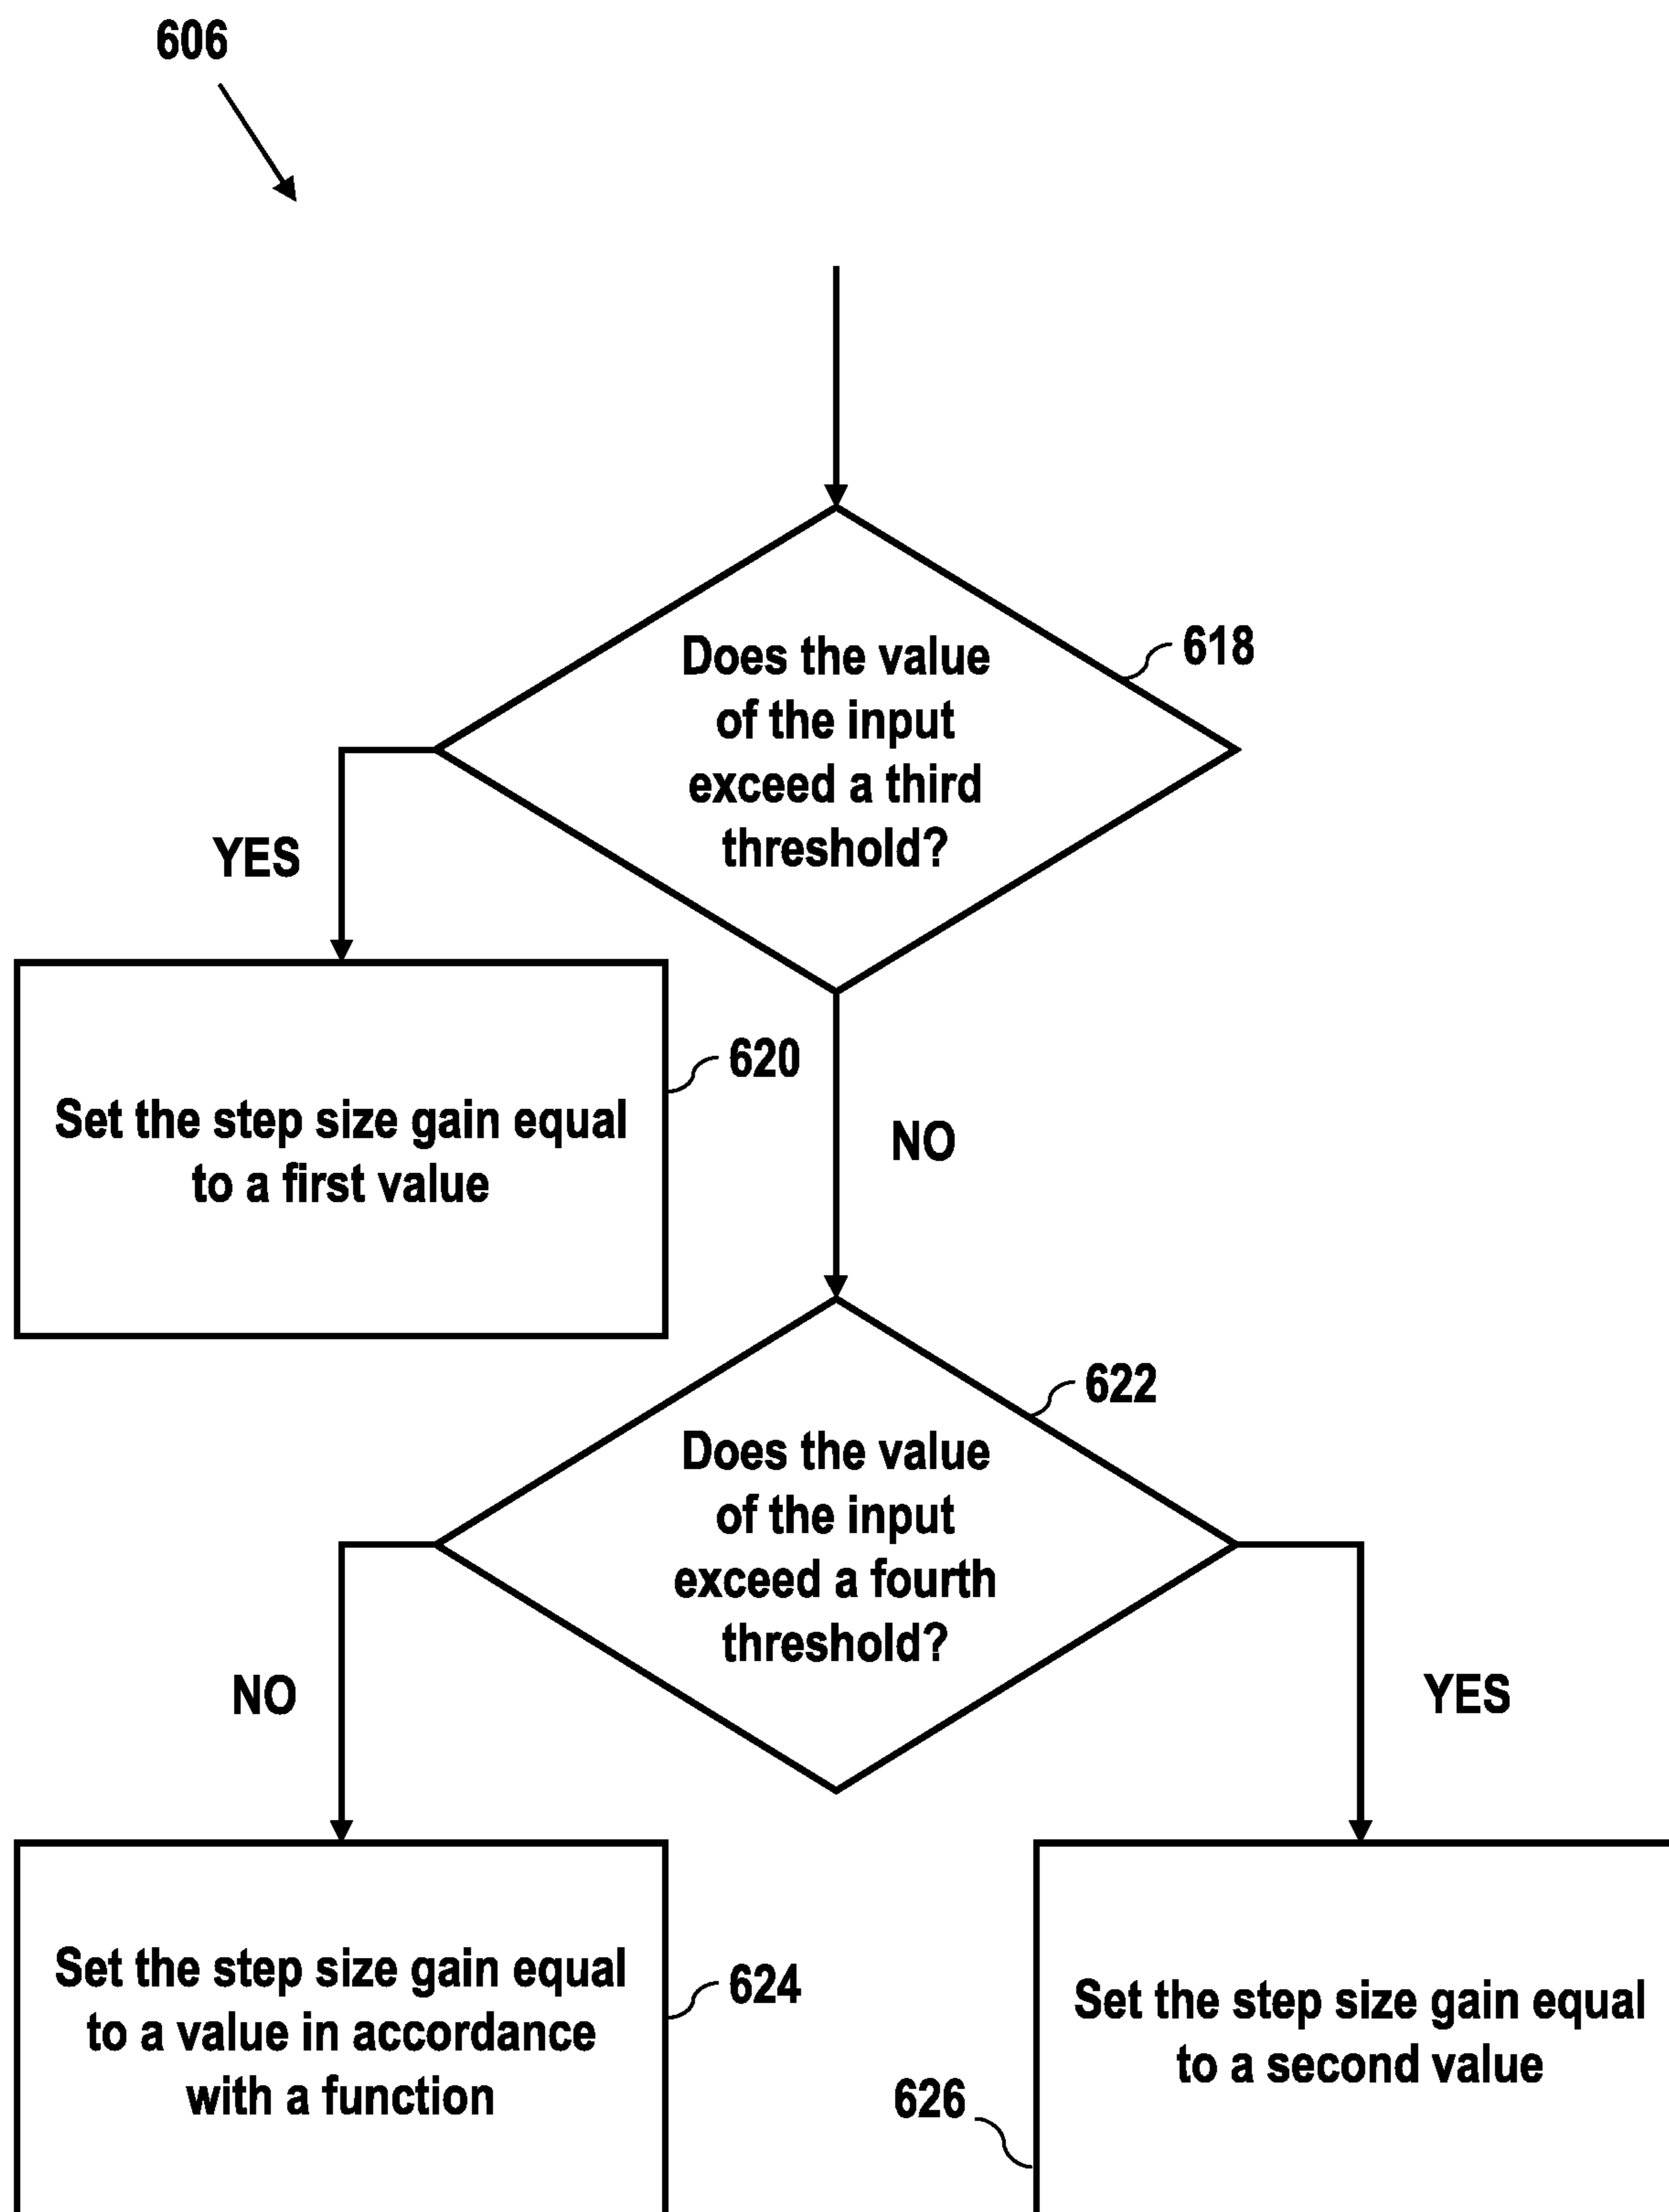 606
Does the value
of the input
exceed a third
threshold?
618
YES
Set the step size gain equal
to a first value
620
NO
Does the value
of the input
exceed a fourth
threshold?
622
NO
YES
Set the step size gain equal
to a value in accordance
with a function
624
Set the step size gain equal
to a second value
626